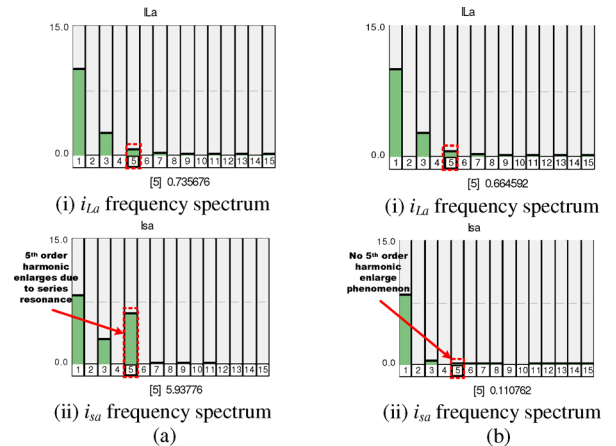 ILa
15.0
0.0
1 2 3 4 5 6 7 8 9 10 11 12 13 14 15
[5] 0.735676
(i) iLa frequency spectrum
Isa
15.0
5th order
harmonic
enlarges due
to series
resonance
0.0
1 2 3 4 5 6 7 8 9 10 11 12 13 14 15
[5] 5.93776
(ii) isa frequency spectrum
(a)
ILa
15.0
0.0
1 2 3 4 5 6 7 8 9 10 11 12 13 14 15
[5] 0.664592
(i) iLa frequency spectrum
Isa
15.0
No 5th order
harmonic
enlarge
phenomenon
0.0
1 2 3 4 5 6 7 8 9 10 11 12 13 14 15
[5] 0.110762
(ii) isa frequency spectrum
(b)